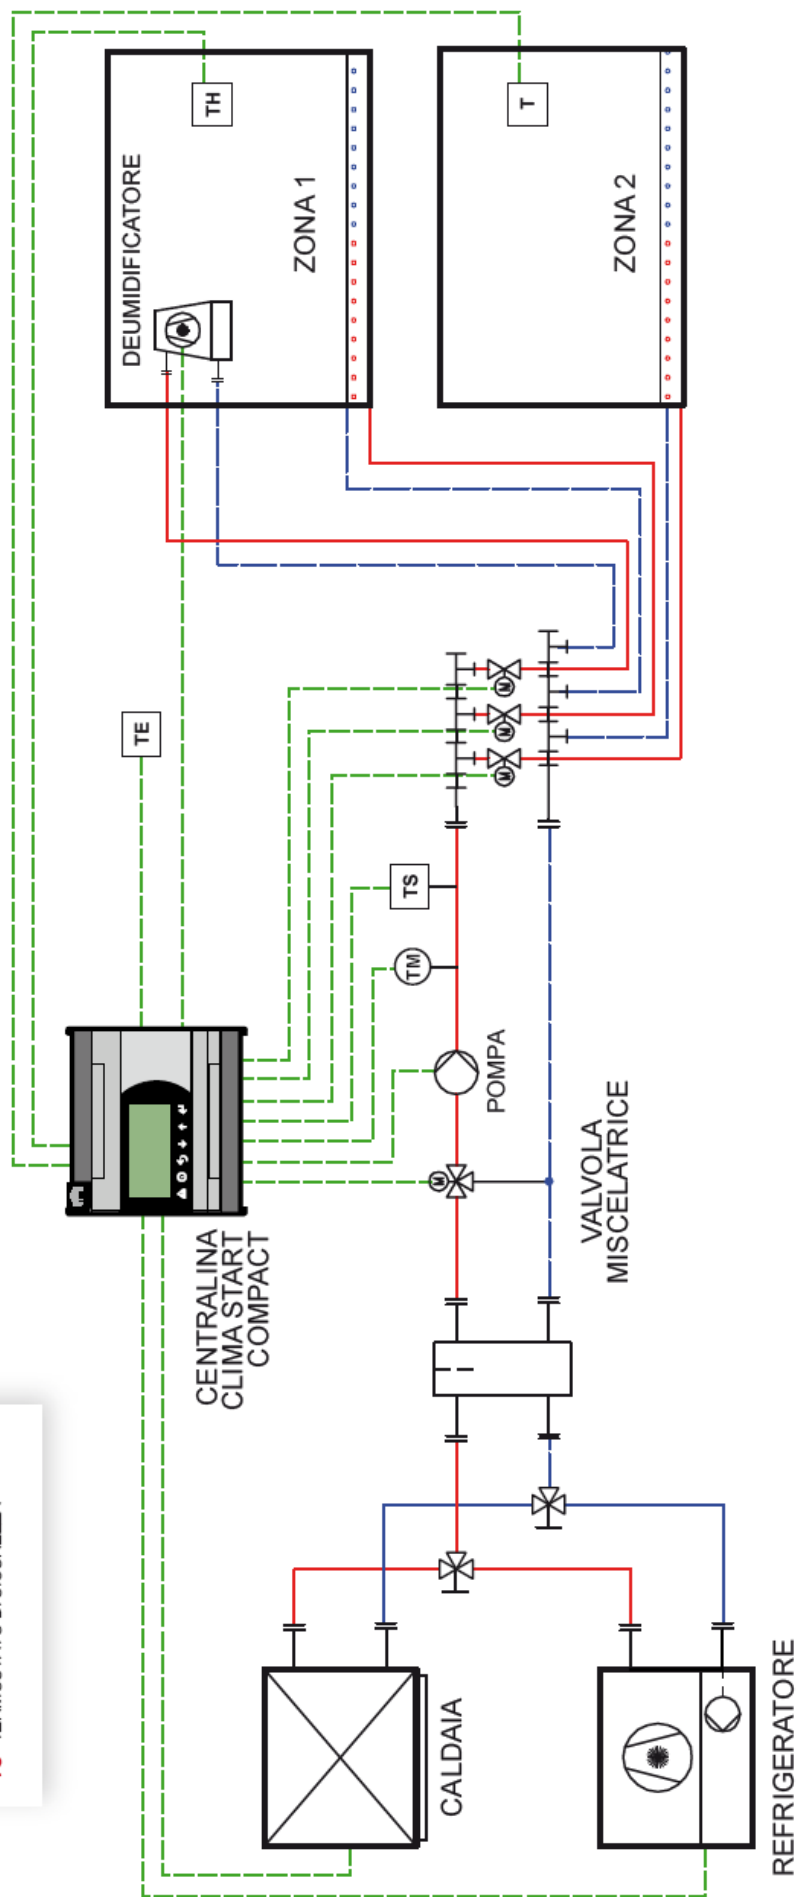 TH
DEUMIDIFICATORE
ZONA 1
T
ZONA 2
TE
M
M
M
TS
TM
POMPA
M
VALVOLA
MISCELATRICE
CENTRALINA
CLIMA START
COMPACT
CALDAIA
REFRIGERATORE